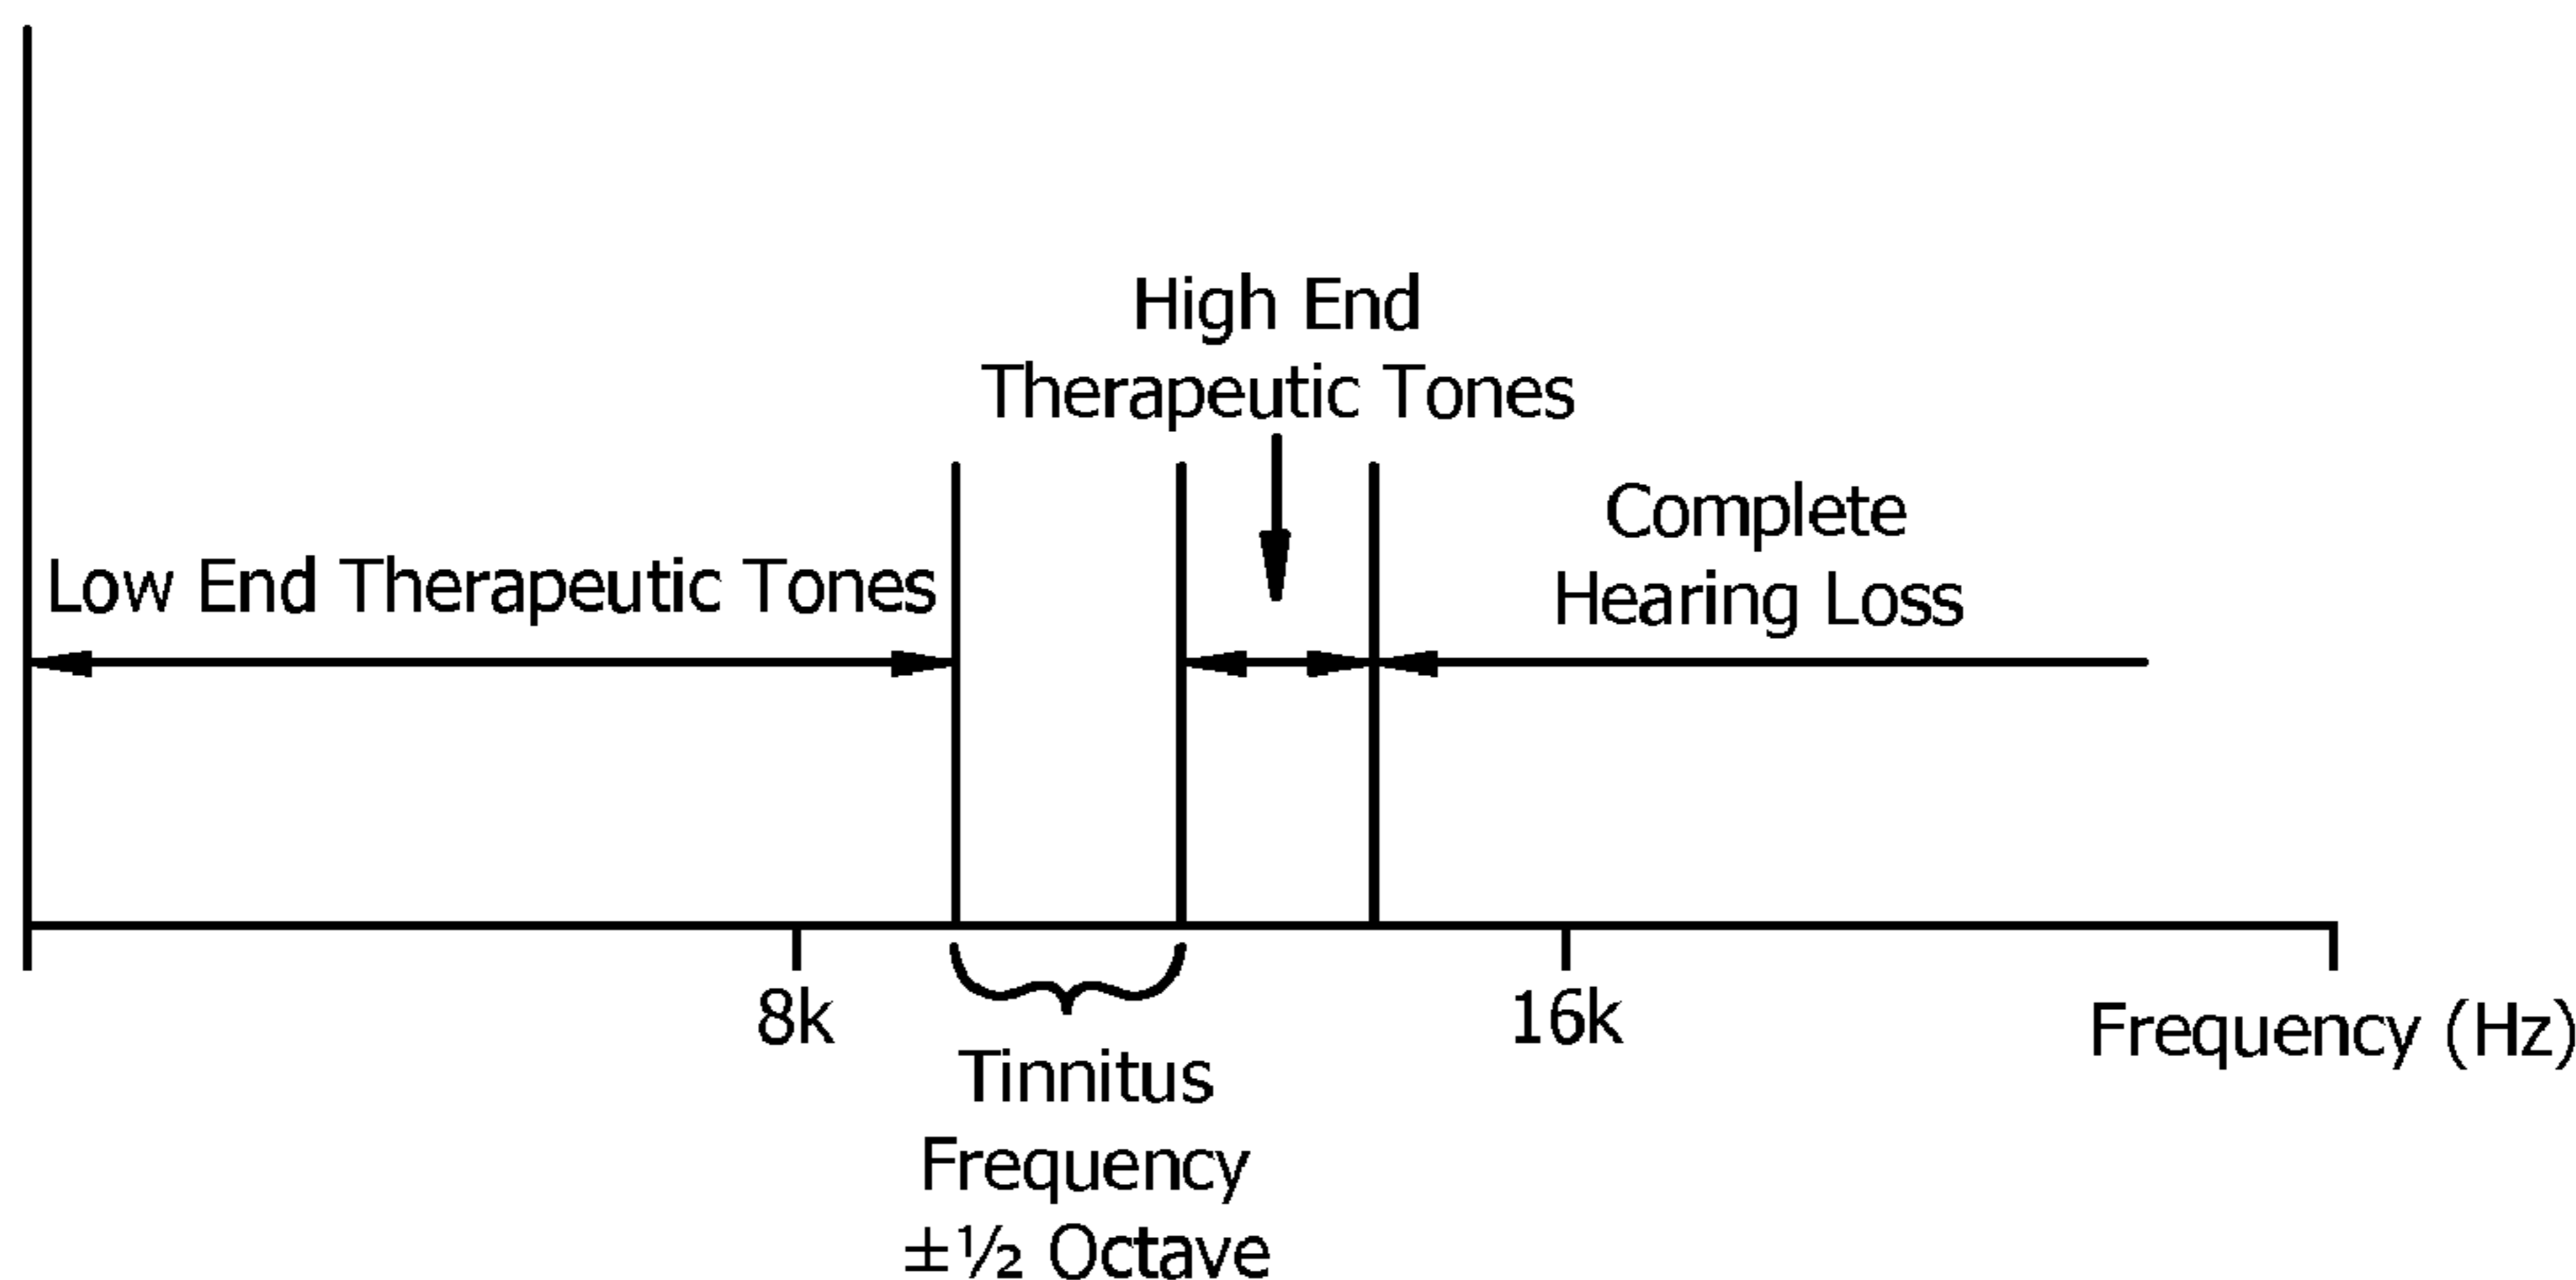 High End
Therapeutic Tones
Complete
Hearing Loss
Low End Therapeutic Tones
8k
16k
Frequency (Hz)
Tinnitus
Frequency
±½ Octave